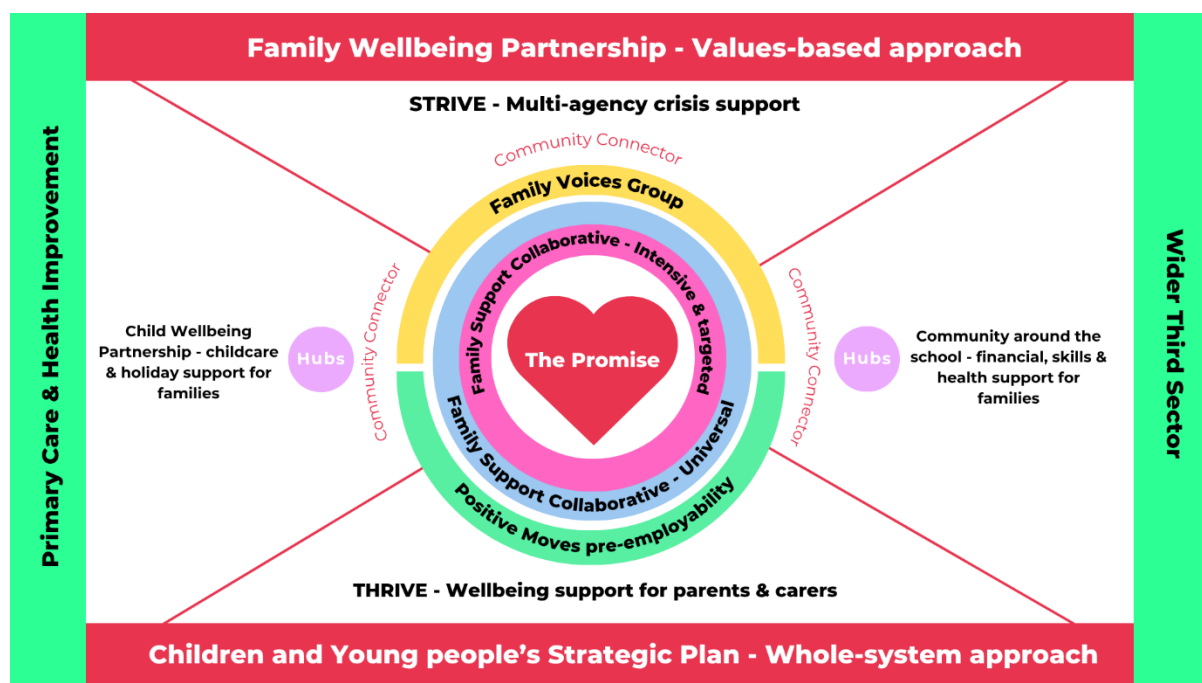 Family Wellbeing Partnership - Values-based approach
STRIVE - Multi-agency crisis support
Community Connector
Family Voices Group
Family Support Collaborative - Intensive & targeted
The Promise
Family Support Collaborative - Universal
Positive Moves pre-employability
Primary Care & Health Improvement
Child Wellbeing
Partnership - childcare
& holiday support for
families
Hubs
Community Connector
Community Connector
Hubs
Community around the
school - financial, skills &
health support for
families
Wider Third Sector
THRIVE - Wellbeing support for parents & carers
Children and Young people’s Strategic Plan - Whole-system approach